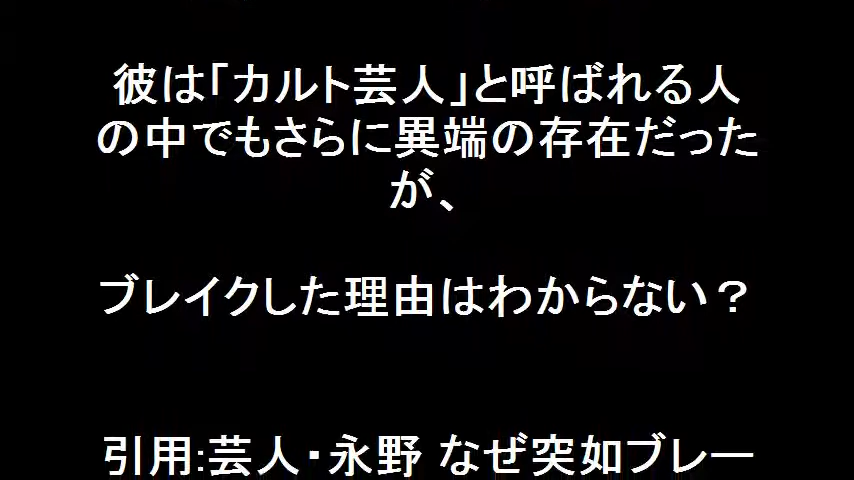 彼は「カルト芸人」と呼ばれる人
の中でもさらに異端の存在だった
が、
ブレイクした理由はわからない？
引用:芸人・永野 なぜ突如ブレー